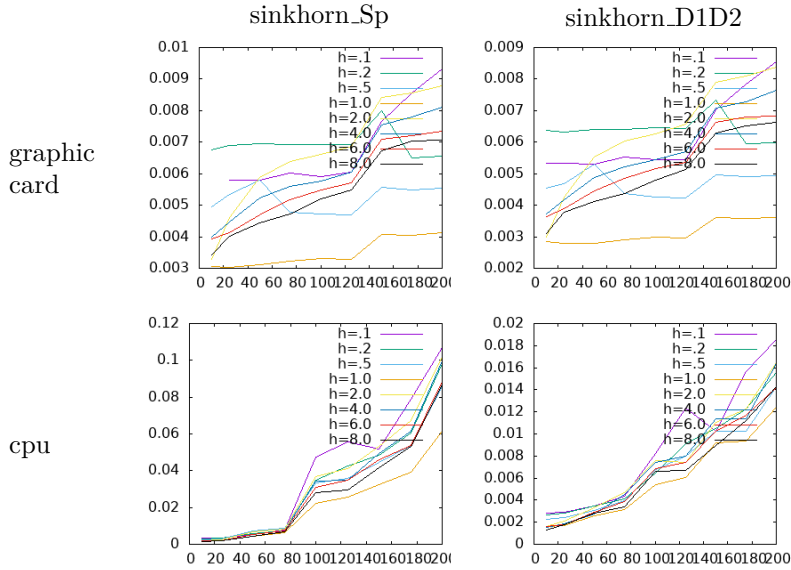 sinkhorn_Sp
sinkhorn_D1D2
graphic
card
0.01
0.009
0.008
0.007
0.006
0.005
0.004
0.003
h=.1
h=.2
h=.5
h=1.0
h=2.0
h=4.0
h=6.0
h=8.0
0 20 40 60 80 100 120 140 160 180 200
0.009
0.008
0.007
0.006
0.005
0.004
0.003
0.002
h=.1
h=.2
h=.5
h=1.0
h=2.0
h=4.0
h=6.0
h=8.0
0 20 40 60 80 100 120 140 160 180 200
cpu
0.12
0.1
0.08
0.06
0.04
0.02
0
h=.1
h=.2
h=.5
h=1.0
h=2.0
h=4.0
h=6.0
h=8.0
0 20 40 60 80 100 120 140 160 180 200
0.02
0.018
0.016
0.014
0.012
0.01
0.008
0.006
0.004
0.002
0
h=.1
h=.2
h=.5
h=1.0
h=2.0
h=4.0
h=6.0
h=8.0
0 20 40 60 80 100 120 140 160 180 200